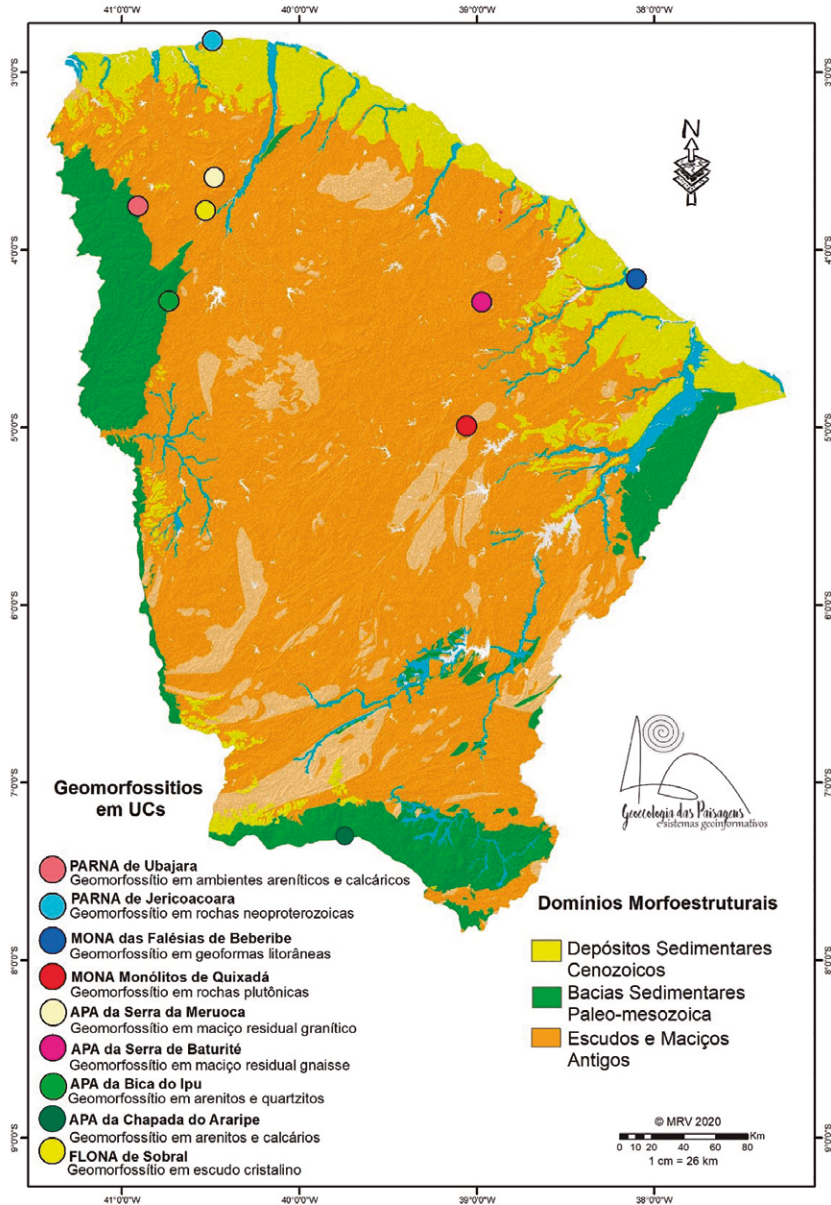 41°0'0"W
40°0'0"W
39°0'0"W
38°0'0"W
3°0'0"S
3°0'0"S
N
4°0'0"S
4°0'0"S
5°0'0"S
5°0'0"S
6°0'0"S
6°0'0"S
7°0'0"S
7°0'0"S
8°0'0"S
8°0'0"S
9°0'0"S
9°0'0"S
Geoecologia das Paisagens
e sistemas geoinformativos
Geomorfossitios
em UCs
PARNA de Ubajara
Geomorfossítio em ambientes areníticos e calcáricos
PARNA de Jericoacoara
Geomorfossítio em rochas neoproterozoicas
MONA das Falésias de Beberibe
Geomorfossítio em geoformas litorâneas
MONA Monólitos de Quixadá
Geomorfossítio em rochas plutônicas
APA da Serra da Meruoca
Geomorfossítio em maciço residual granítico
APA da Serra de Baturité
Geomorfossítio em maciço residual gnaisse
APA da Bica do Ipu
Geomorfossítio em arenitos e quartzitos
APA da Chapada do Araripe
Geomorfossítio em arenitos e calcários
FLONA de Sobral
Geomorfossítio em escudo cristalino
Domínios Morfoestruturais
Depósitos Sedimentares
Cenozoicos
Bacias Sedimentares
Paleo-mesozoica
Escudos e Maciços
Antigos
© MRV 2020
Km
0 10 20 40 60 80
1 cm = 26 km
41°0'0"W
40°0'0"W
39°0'0"W
38°0'0"W